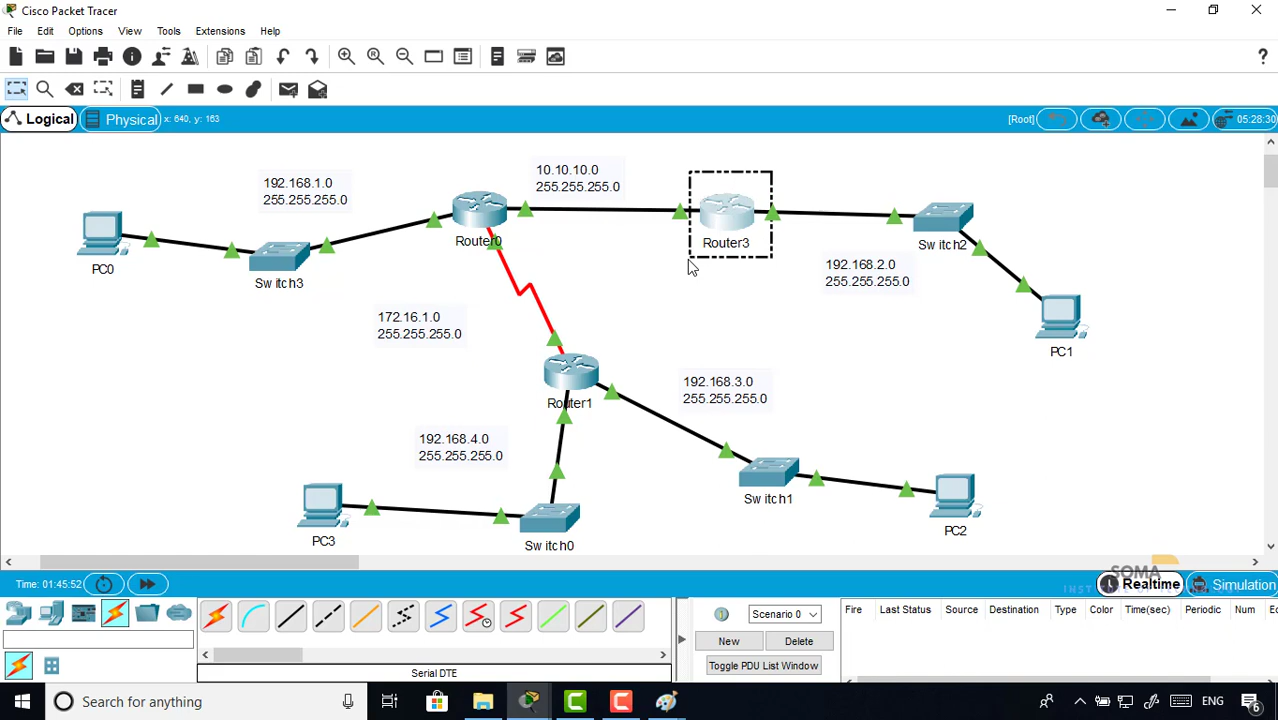 Cisco Packet Tracer
File Edit Options View Tools Extensions Help
Logical Physical x: 640, y: 163 [Root] 05:28:30
192.168.1.0
255.255.255.0
10.10.10.0
255.255.255.0
Router0
Router3
Switch2
PC0
Switch3
192.168.2.0
255.255.255.0
172.16.1.0
255.255.255.0
PC1
Router1
192.168.3.0
255.255.255.0
192.168.4.0
255.255.255.0
Switch1
PC3
Switch0
PC2
SOMA
Time: 01:45:52 Realtime Simulation
Scenario 0
Fire Last Status Source Destination Type Color Time(sec) Periodic Num
New Delete
Toggle PDU List Window
Serial DTE
Search for anything
ENG
6